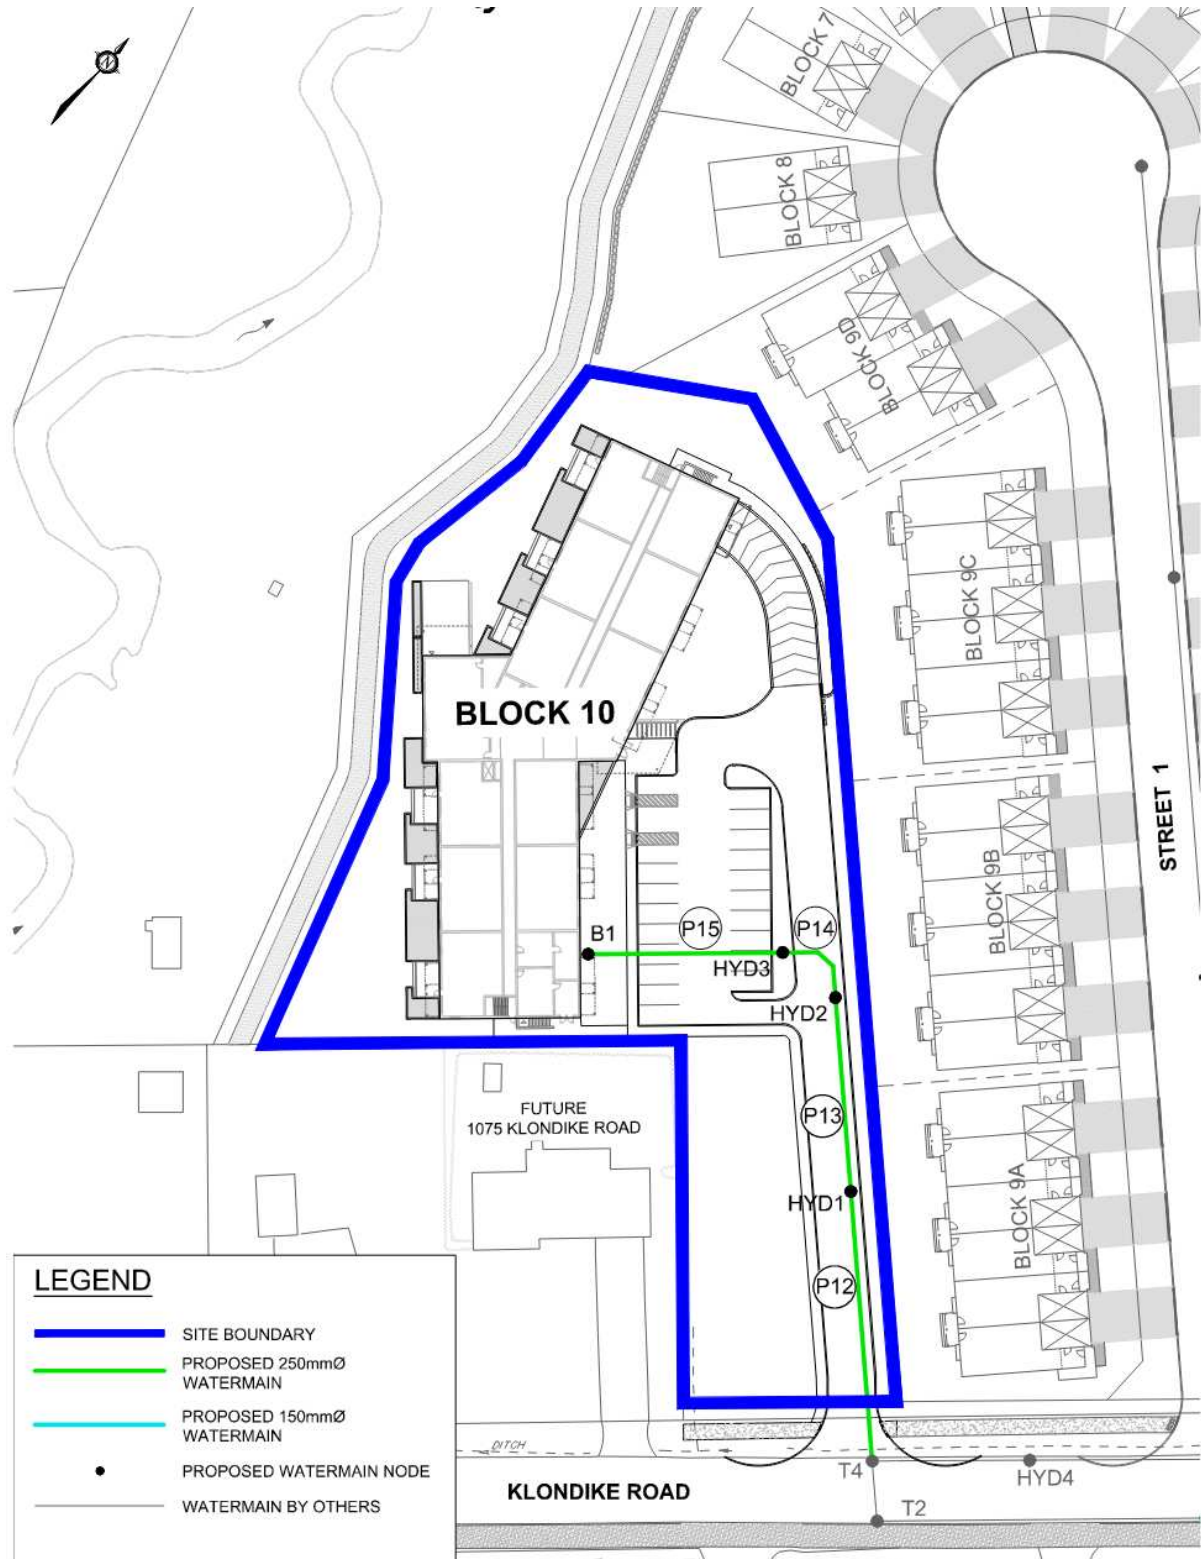 N
BLOCK 7
BLOCK 8
BLOCK 9D
BLOCK 9C
BLOCK 10
STREET 1
BLOCK 9B
B1
P15
P14
HYD3
HYD2
FUTURE
1075 KLONDIKE ROAD
P13
HYD1
BLOCK 9A
P12
LEGEND
SITE BOUNDARY
PROPOSED 250mmØ
WATERMAIN
PROPOSED 150mmØ
WATERMAIN
PROPOSED WATERMAIN NODE
WATERMAIN BY OTHERS
DITCH
T4
HYD4
KLONDIKE ROAD
T2